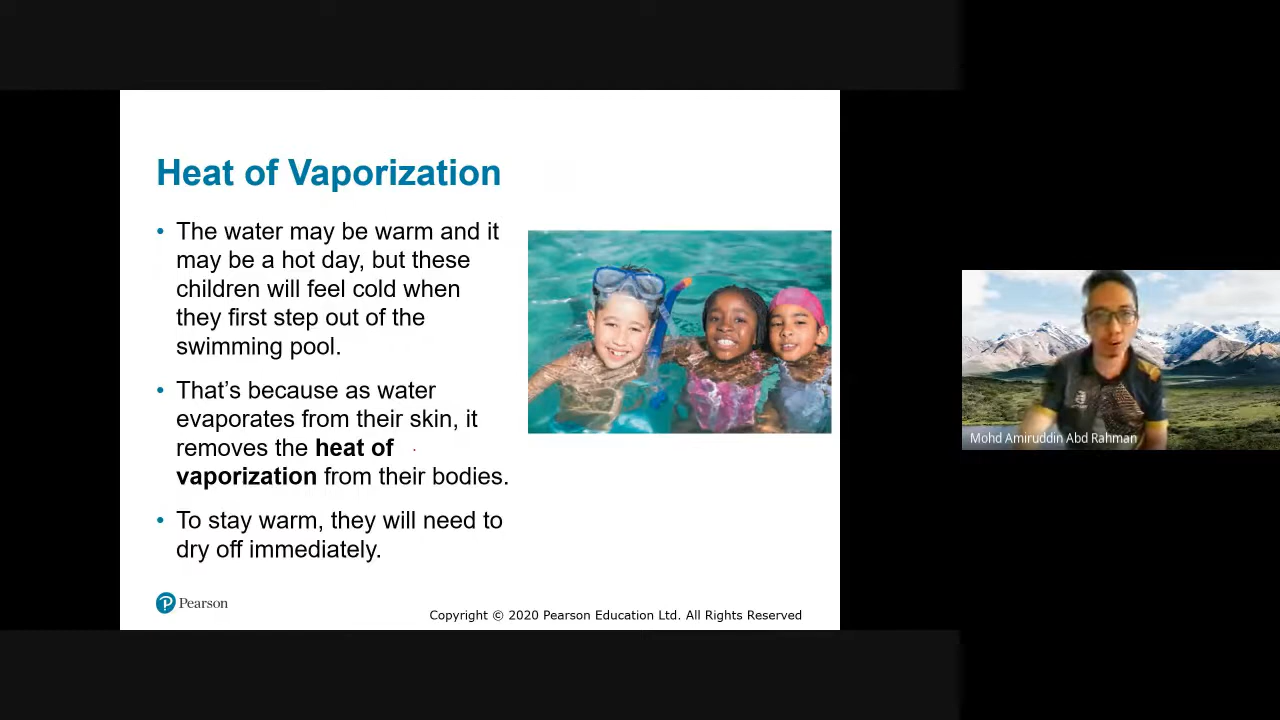 Heat of Vaporization
• The water may be warm and it
may be a hot day, but these
children will feel cold when
they first step out of the
swimming pool.
• That’s because as water
evaporates from their skin, it
removes the heat of
vaporization from their bodies.
• To stay warm, they will need to
dry off immediately.
Pearson
Copyright © 2020 Pearson Education Ltd. All Rights Reserved
Mohd Amiruddin Abd Rahman